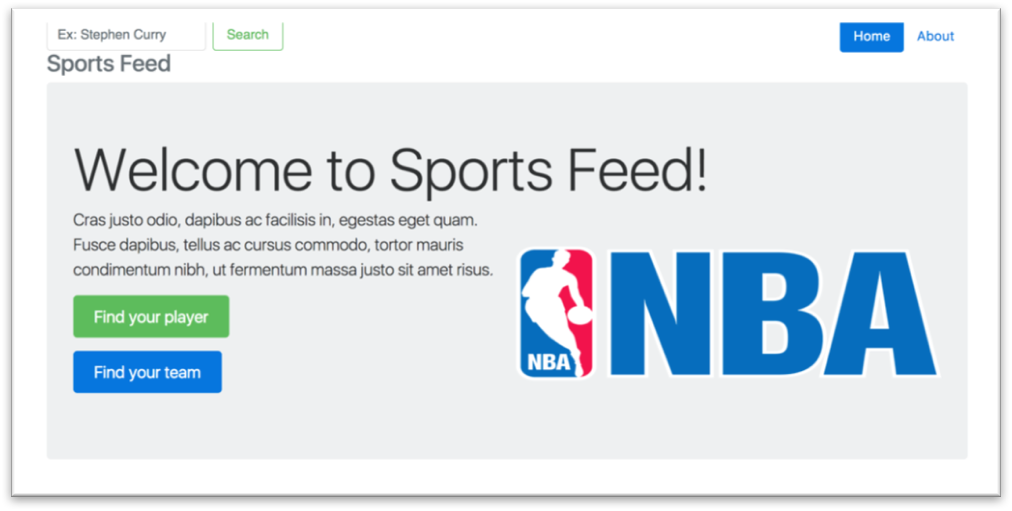 Ex: Stephen Curry Search Home About
Sports Feed
Welcome to Sports Feed!
Cras justo odio, dapibus ac facilisis in, egestas eget quam.
Fusce dapibus, tellus ac cursus commodo, tortor mauris
condimentum nibh, ut fermentum massa justo sit amet risus.
Find your player
Find your team
NBA NBA